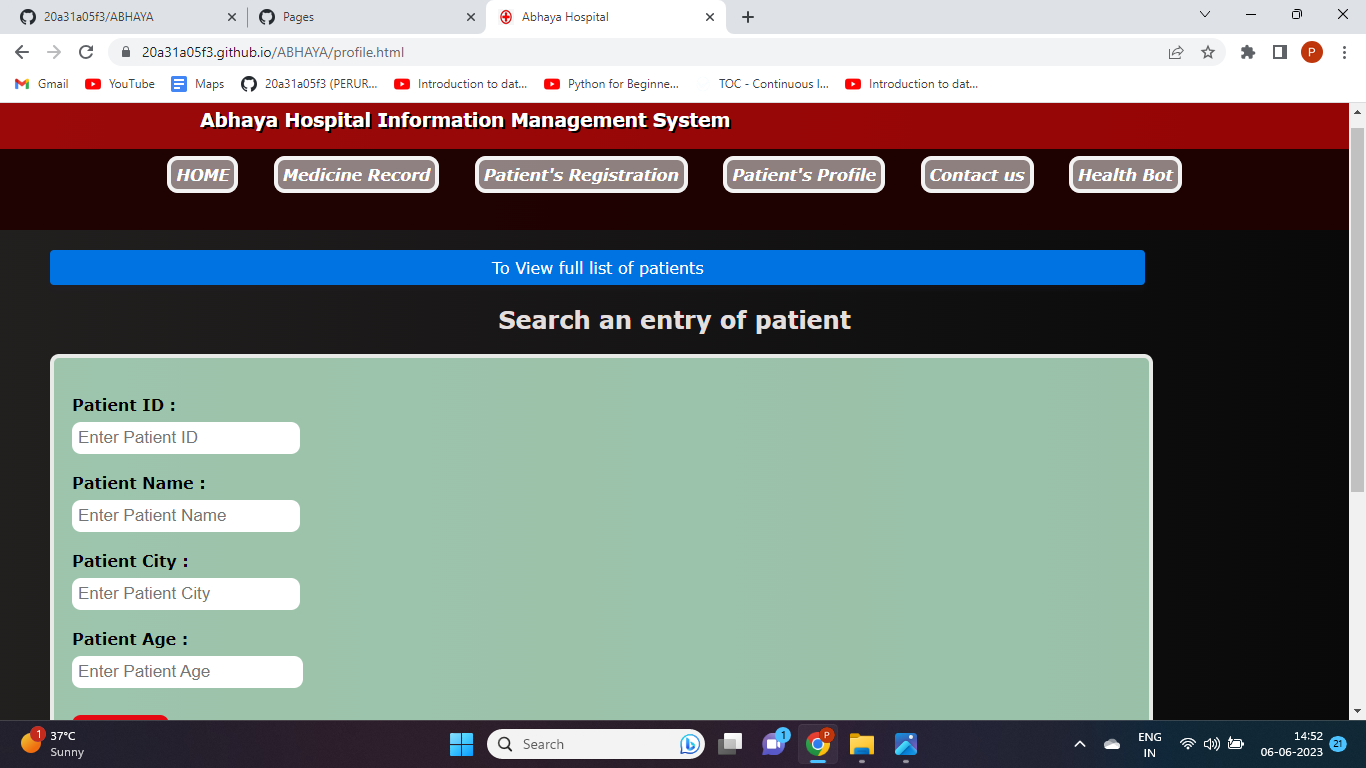 20a31a05f3/ABHAYA
Pages
Abhaya Hospital
20a31a05f3.github.io/ABHAYA/profile.html
P
Gmail
YouTube
Maps
20a31a05f3 (PERUR...
Introduction to dat...
Python for Beginne...
TOC - Continuous I...
Introduction to dat...
Abhaya Hospital Information Management System
HOME
Medicine Record
Patient's Registration
Patient's Profile
Contact us
Health Bot
To View full list of patients
Search an entry of patient
Patient ID :
Enter Patient ID
Patient Name :
Enter Patient Name
Patient City :
Enter Patient City
Patient Age :
Enter Patient Age
1
37°C
Sunny
Search
1
P
ENG
IN
14:52
06-06-2023
21